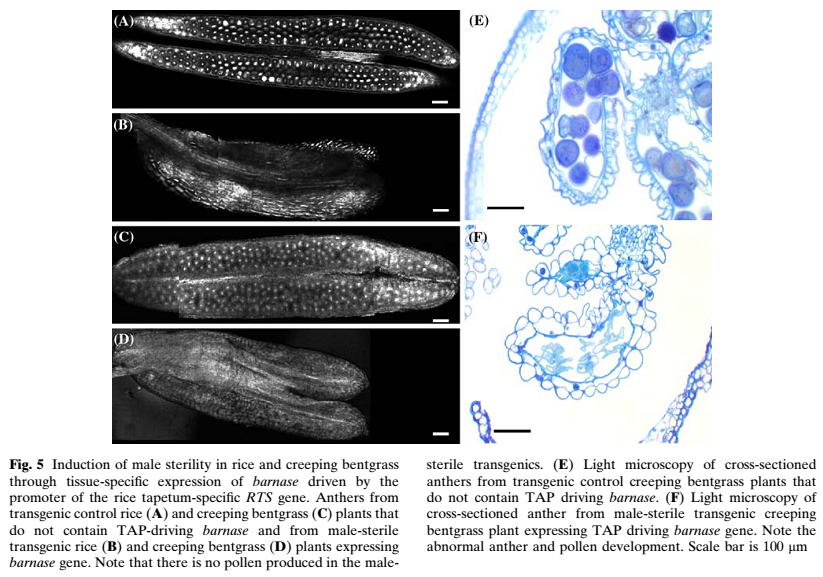 (A)
(E)
(B)
(C)
(F)
(D)
Fig. 5 Induction of male sterility in rice and creeping bentgrass
through tissue-specific expression of barnase driven by the
promoter of the rice tapetum-specific RTS gene. Anthers from
transgenic control rice (A) and creeping bentgrass (C) plants that
do not contain TAP-driving barnase and from male-sterile
transgenic rice (B) and creeping bentgrass (D) plants expressing
barnase gene. Note that there is no pollen produced in the male-
sterile transgenics. (E) Light microscopy of cross-sectioned
anthers from transgenic control creeping bentgrass plants that
do not contain TAP driving barnase. (F) Light microscopy of
cross-sectioned anther from male-sterile transgenic creeping
bentgrass plant expressing TAP driving barnase gene. Note the
abnormal anther and pollen development. Scale bar is 100 μm